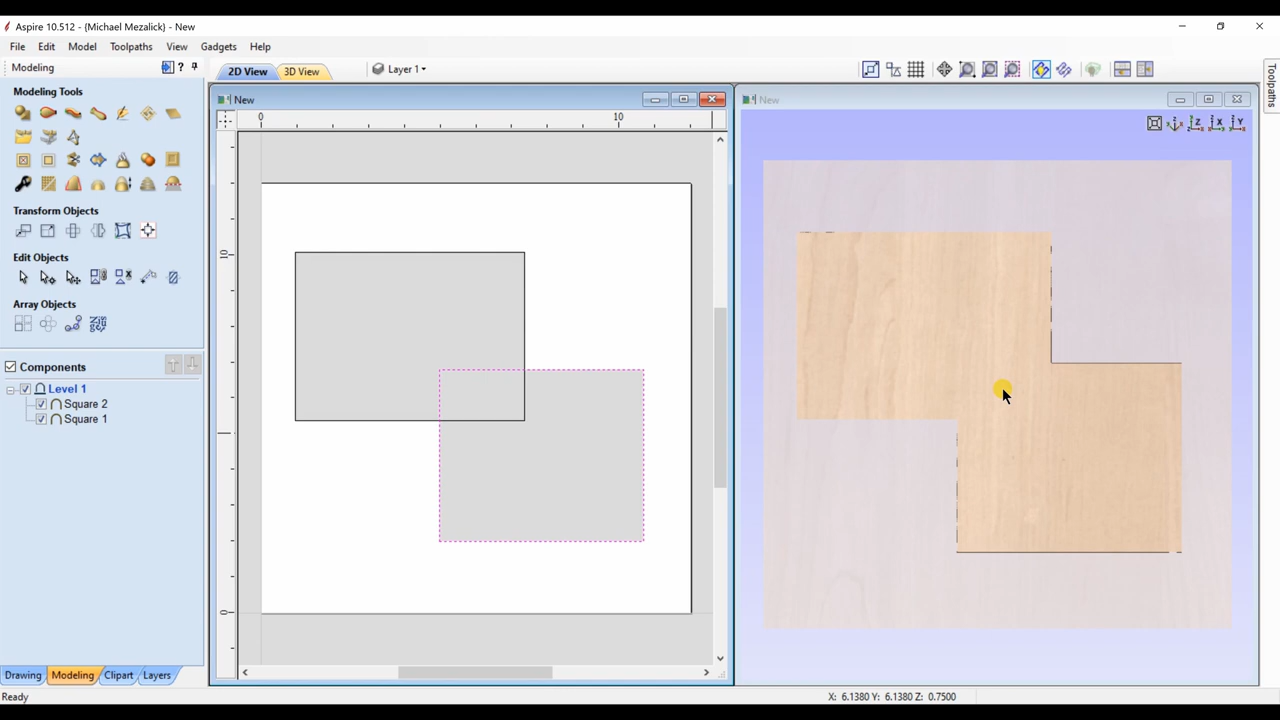 Aspire 10.512 - {Michael Mezalick} - New
File Edit Model Toolpaths View Gadgets Help
Modeling ?
2D View 3D View Layer 1
Modeling Tools
New
New
0 10
Z X Y
Transform Objects
Edit Objects
10
Array Objects
Components
Level 1
Square 2
Square 1
0
Drawing Modeling Clipart Layers
Ready
X: 6.1380 Y: 6.1380 Z: 0.7500
Toolpaths